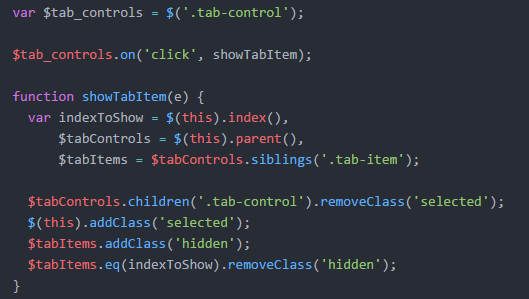 var $tab_controls = $('.tab-control');
$tab_controls.on('click', showTabItem);
function showTabItem(e) {
var indexToShow = $(this).index(),
$tabControls = $(this).parent(),
$tabItems = $tabControls.siblings('.tab-item');
$tabControls.children('.tab-control').removeClass('selected');
$(this).addClass('selected');
$tabItems.addClass('hidden');
$tabItems.eq(indexToShow).removeClass('hidden');
}